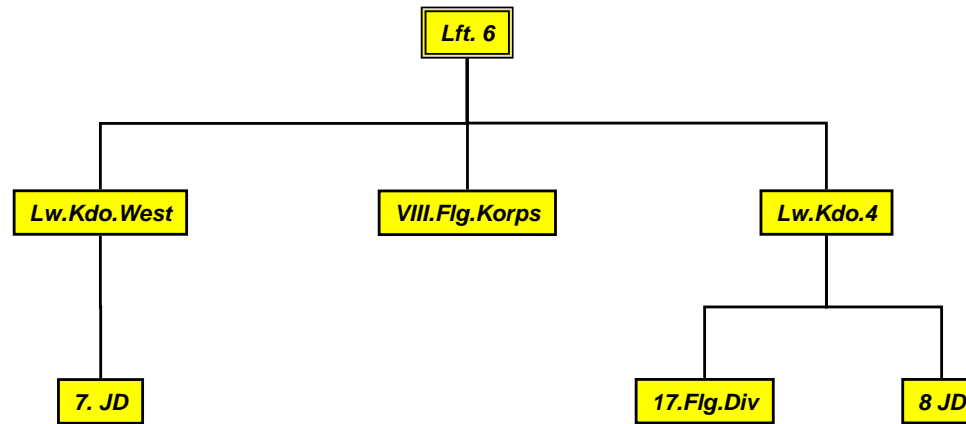 Lft. 6
Lw.Kdo.West
VIII.Flg.Korps
Lw.Kdo.4
7. JD
17.Flg.Div
8 JD